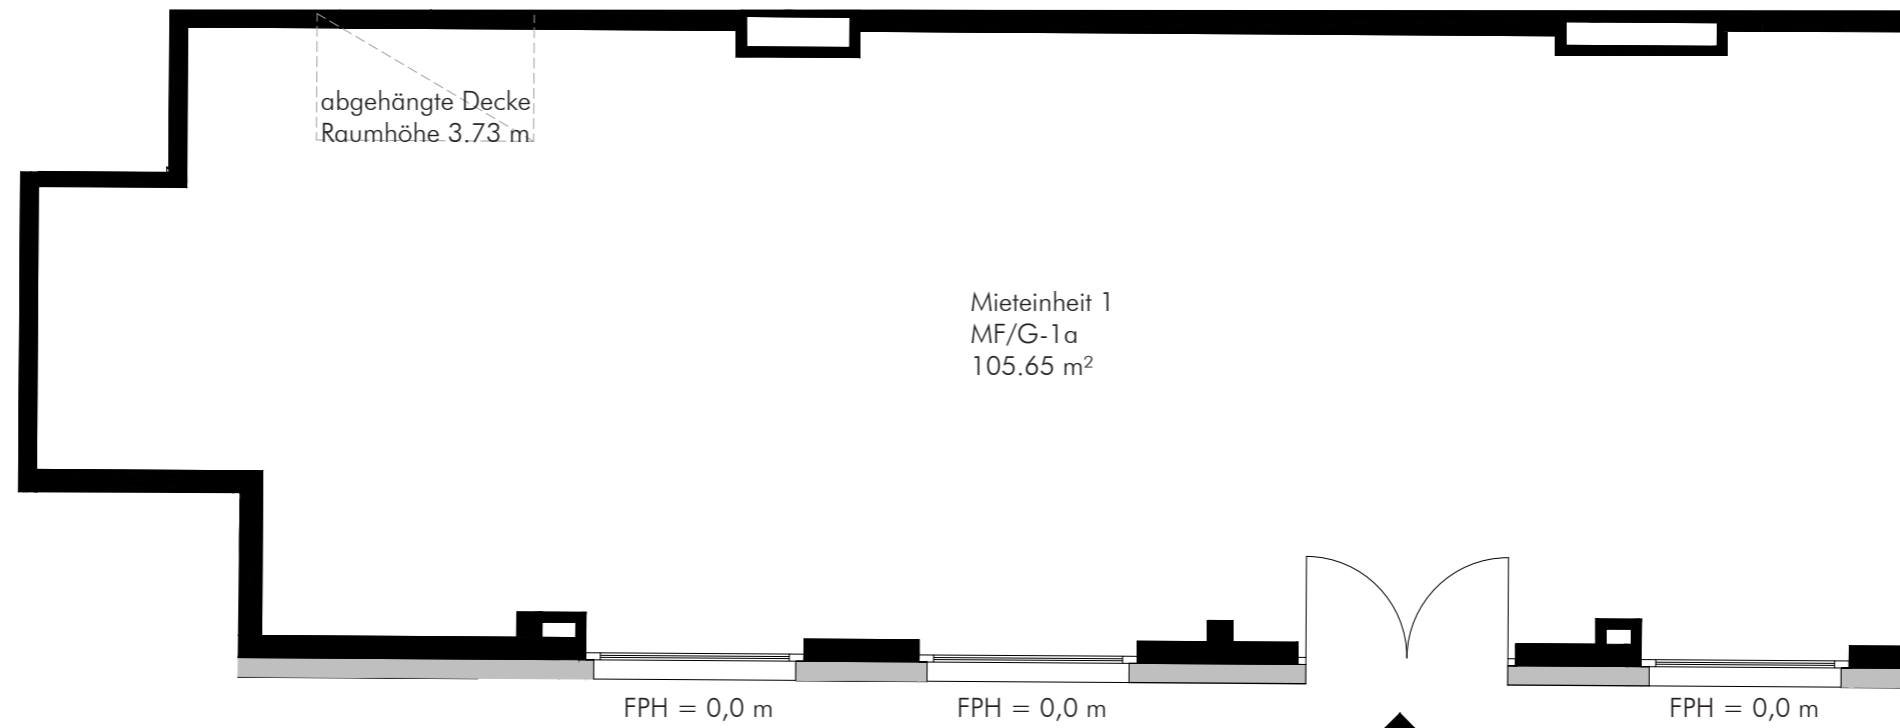 abgehängte Decke
Raumhöhe 3.73 m
Mieteinheit 1
MF/G-1a
105.65 m²
FPH = 0,0 m
FPH = 0,0 m
FPH = 0,0 m